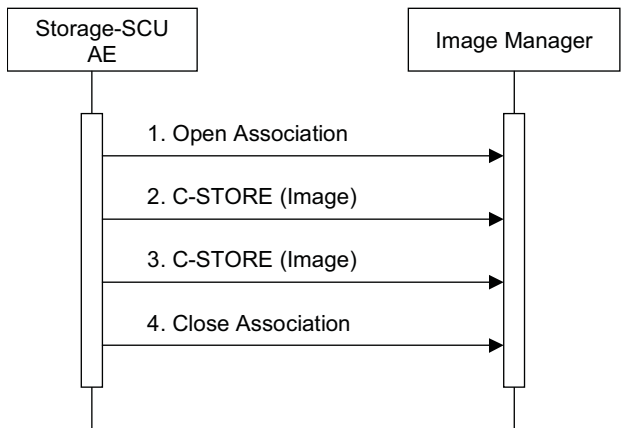 Storage-SCU
AE
Image Manager
1. Open Association
2. C-STORE (Image)
3. C-STORE (Image)
4. Close Association